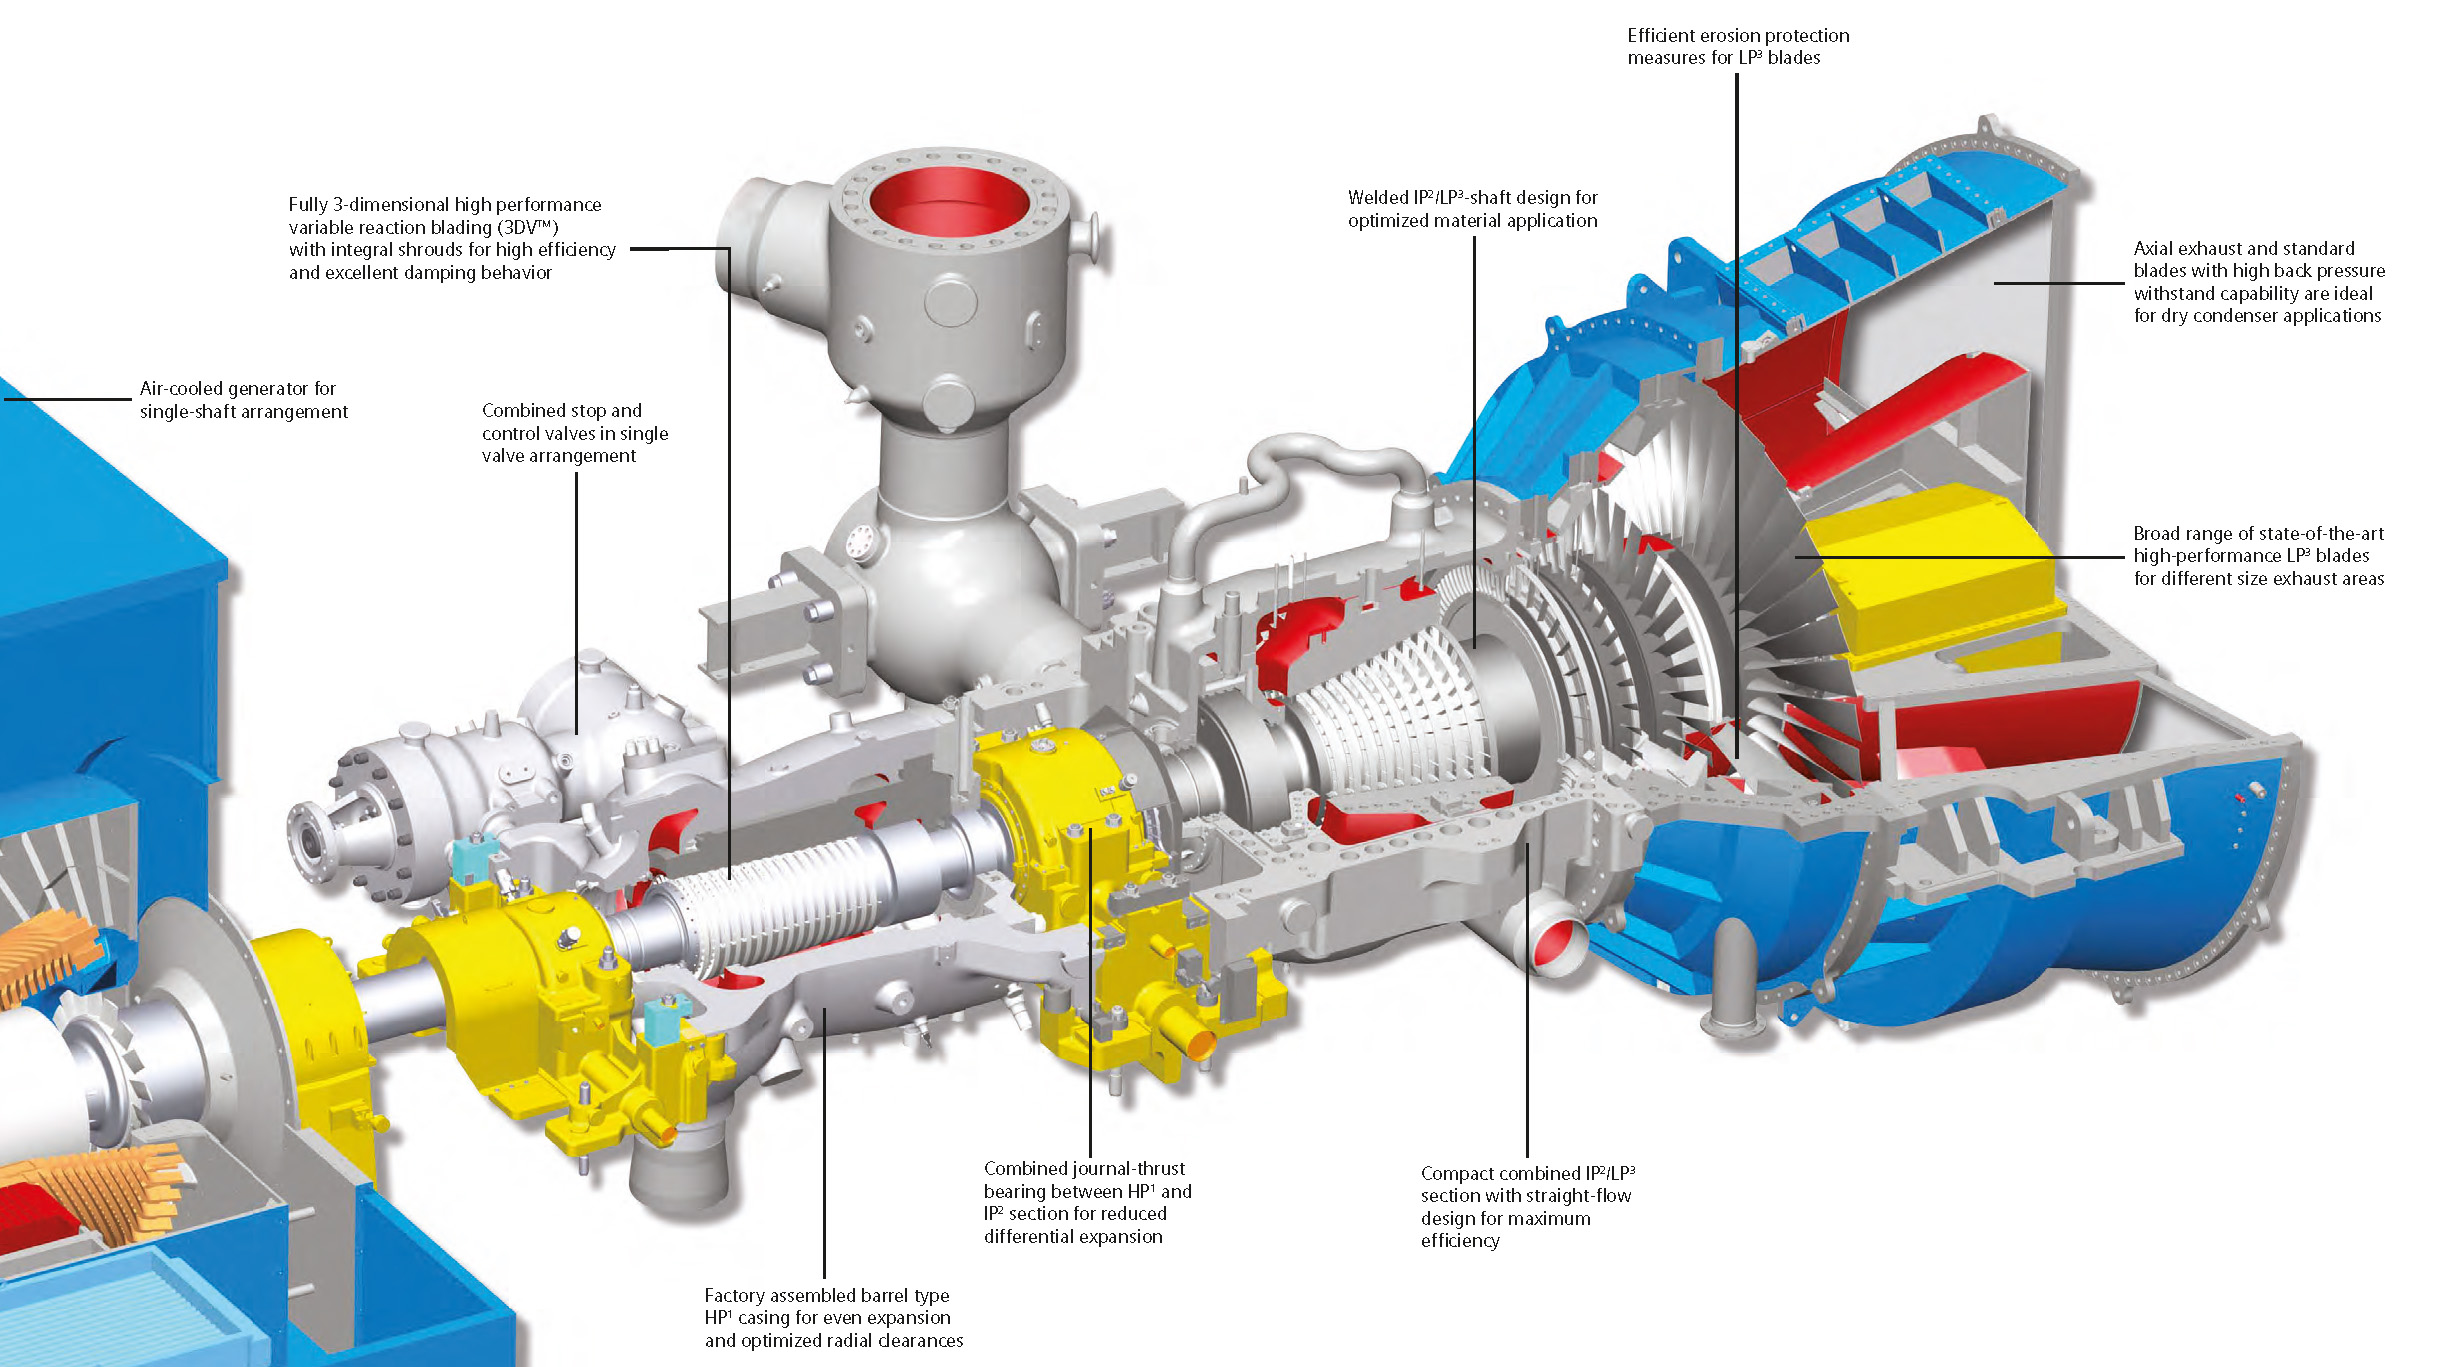 Efficient erosion protection
measures for LP³ blades
Fully 3-dimensional high performance
variable reaction blading (3DV™)
with integral shrouds for high efficiency
and excellent damping behavior
Welded IP²/LP³-shaft design for
optimized material application
Axial exhaust and standard
blades with high back pressure
withstand capability are ideal
for dry condenser applications
Air-cooled generator for
single-shaft arrangement
Combined stop and
control valves in single
valve arrangement
Broad range of state-of-the-art
high-performance LP³ blades
for different size exhaust areas
Combined journal-thrust
bearing between HP¹ and
IP² section for reduced
differential expansion
Compact combined IP²/LP³
section with straight-flow
design for maximum
efficiency
Factory assembled barrel type
HP¹ casing for even expansion
and optimized radial clearances